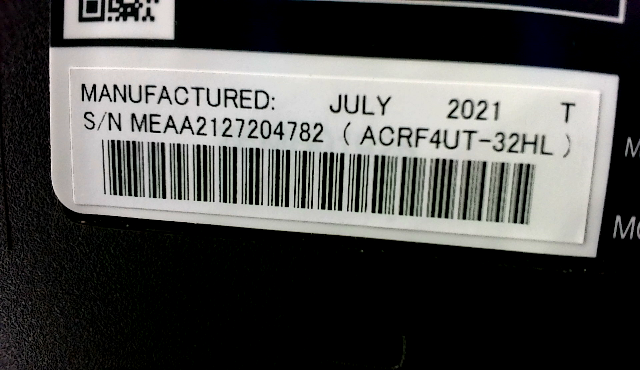 MANUFACTURED: JULY 2021 T
S/N MEAA2127204782 ( ACRF4UT-32HL )